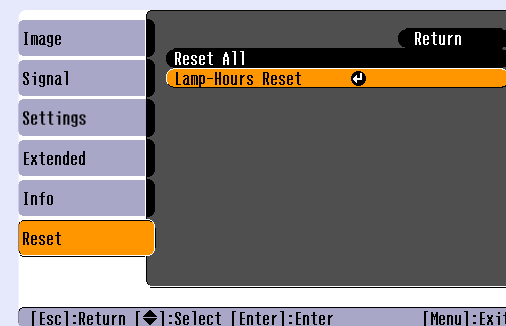 Image
Signal
Settings
Extended
Info
Reset
Return
Reset All
Lamp-Hours Reset
[Esc]:Return [ ]:Select [Enter]:Enter [Menu]:Exit